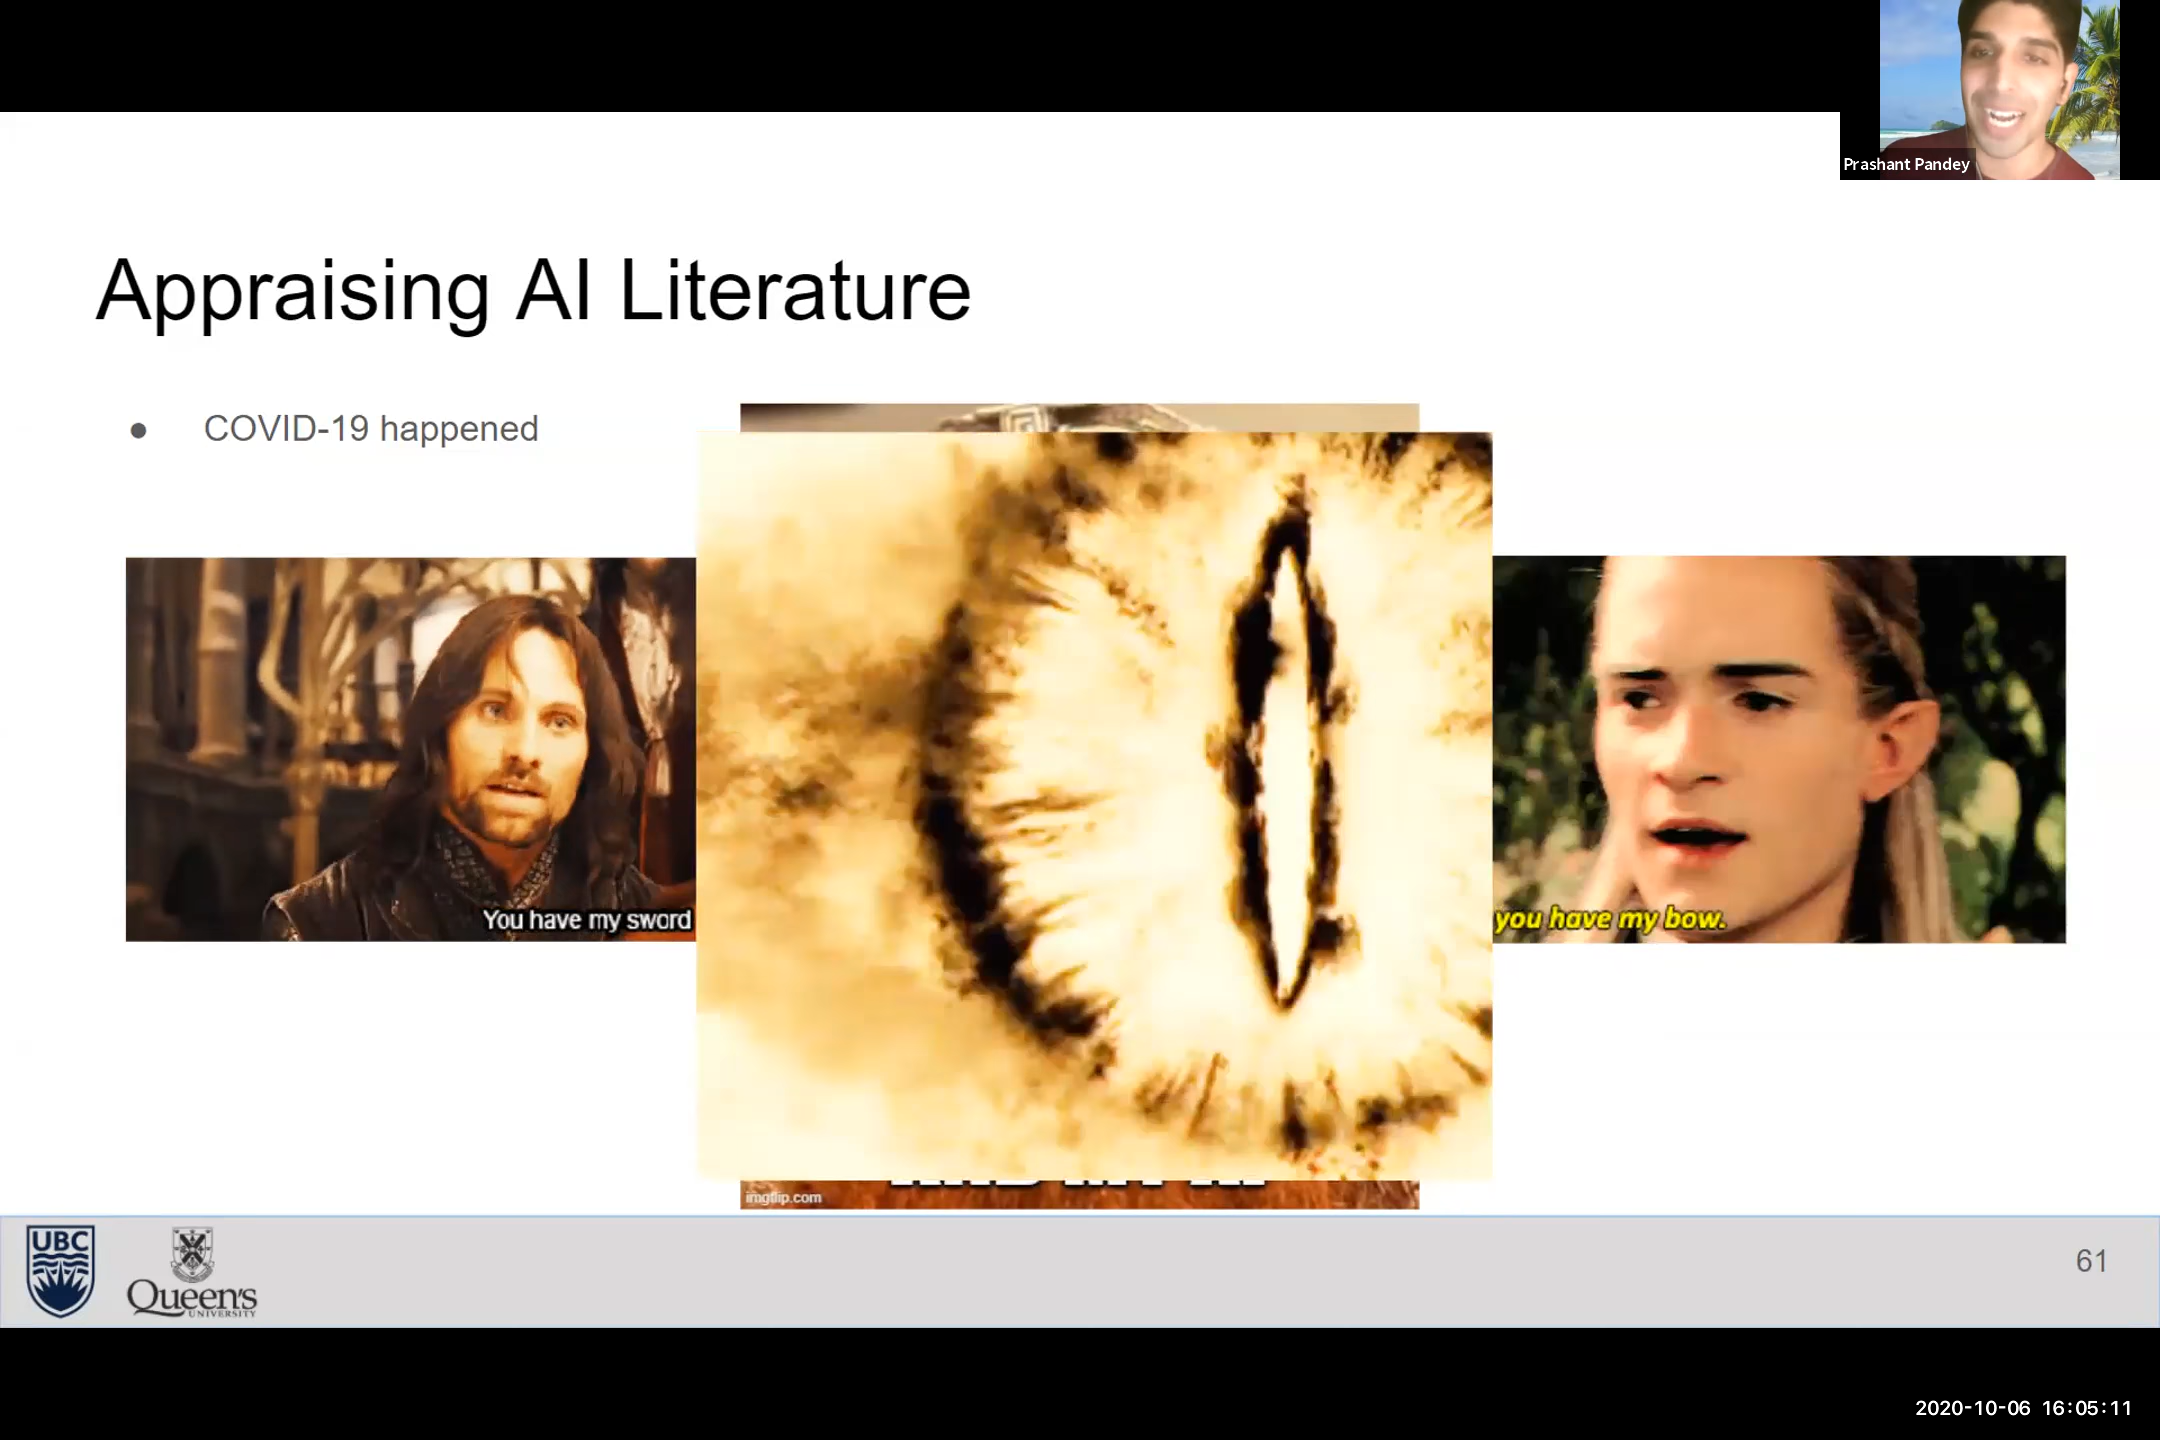 Prashant Pandey
Appraising AI Literature
● COVID-19 happened
You have my sword
you have my bow.
imgflip.com
UBC
Queen's
UNIVERSITY
61
2020-10-06 16:05:11